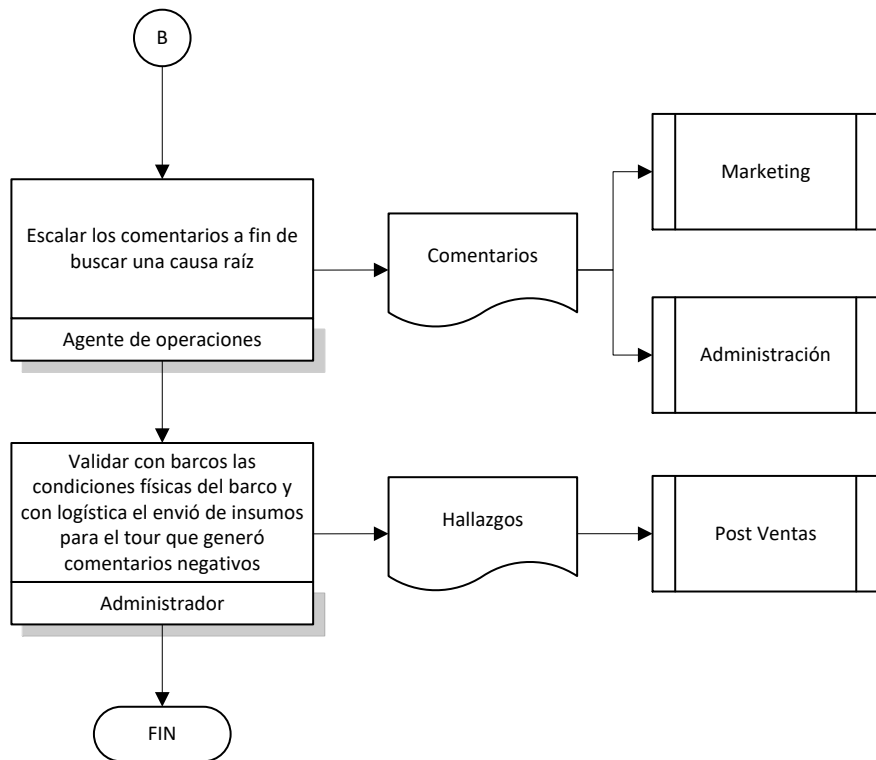 B
Escalar los comentarios a fin de
buscar una causa raíz
Agente de operaciones
Comentarios
Marketing
Administración
Validar con barcos las
condiciones físicas del barco y
con logística el envió de insumos
para el tour que generó
comentarios negativos
Administrador
Hallazgos
Post Ventas
FIN